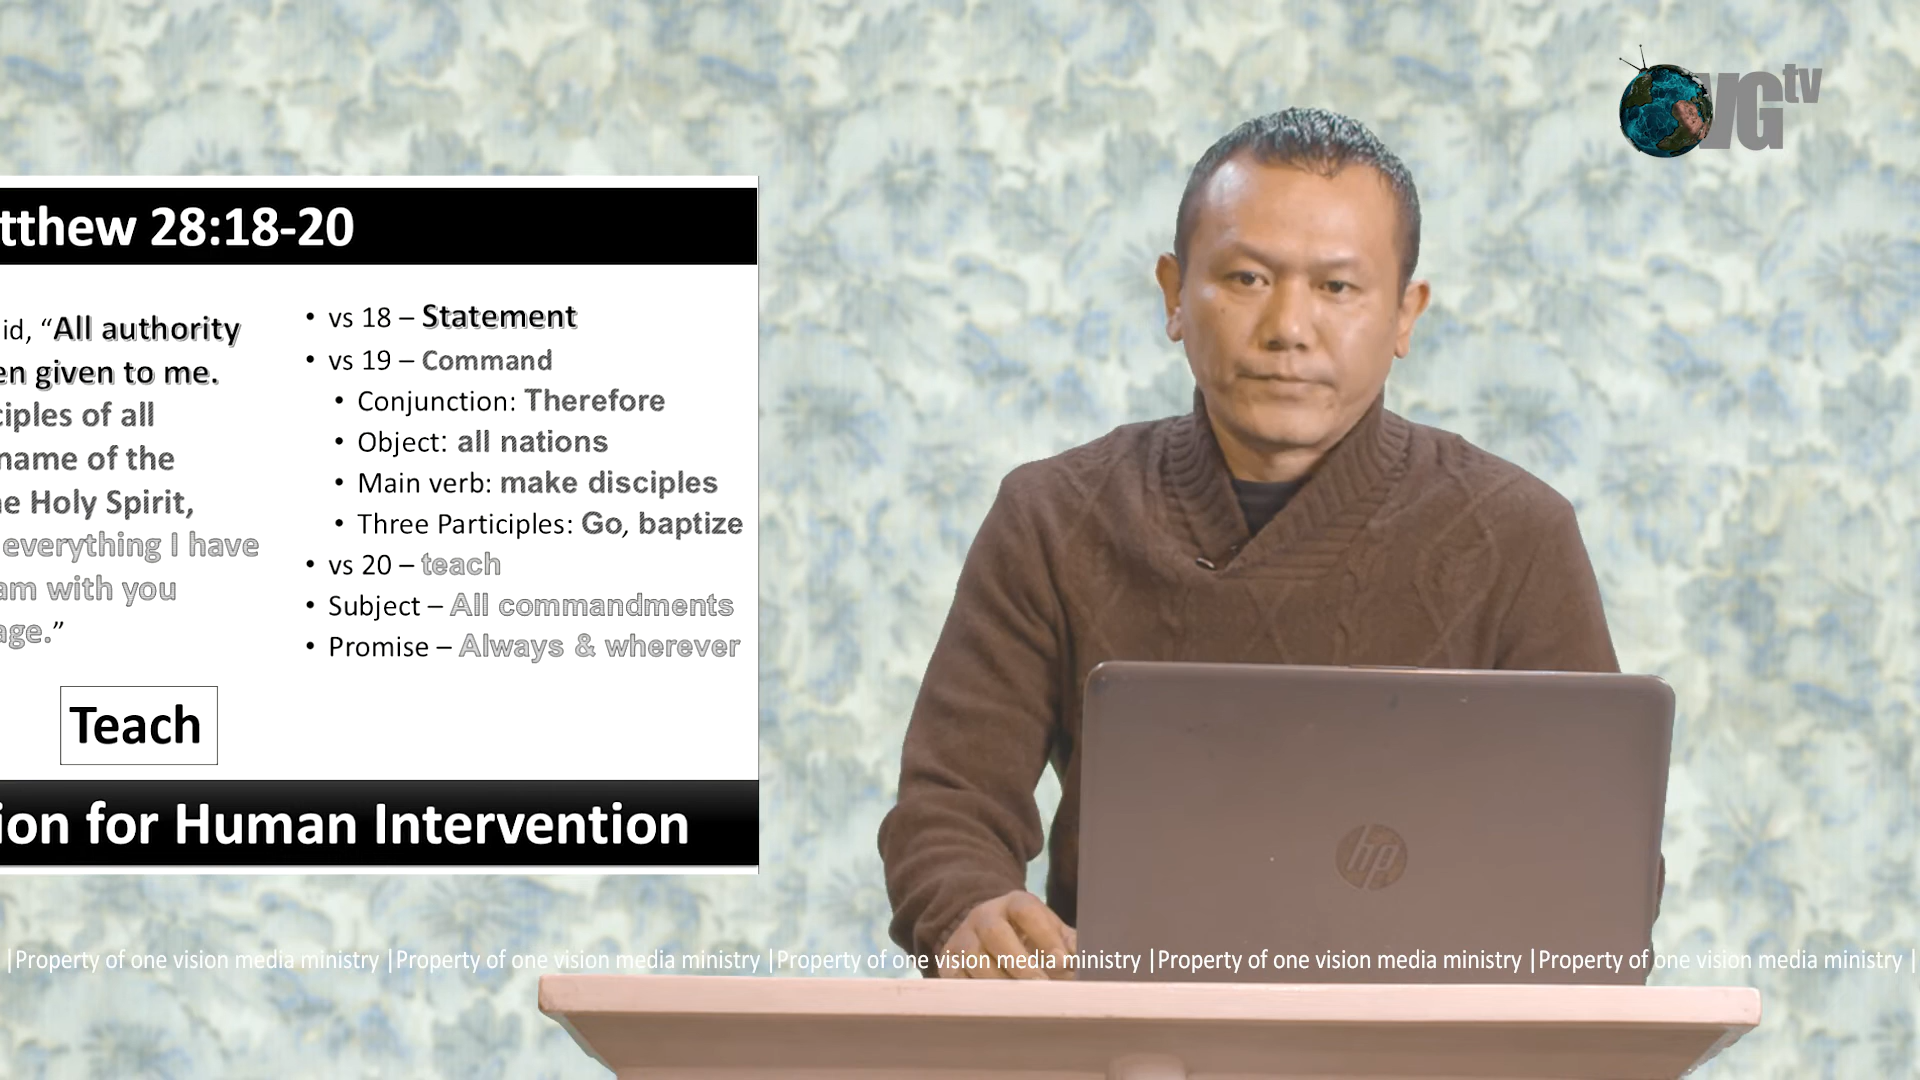 VGtv
tthew 28:18-20
id, “All authority
en given to me.
ciples of all
name of the
ne Holy Spirit,
everything I have
am with you
age.”
• vs 18 – Statement
• vs 19 – Command
• Conjunction: Therefore
• Object: all nations
• Main verb: make disciples
• Three Participles: Go, baptize
• vs 20 – teach
• Subject – All commandments
• Promise – Always & wherever
Teach
ion for Human Intervention
hp
|Property of one vision media ministry |Property of one vision media ministry |Property of one vision media ministry |Property of one vision media ministry |Property of one vision media ministry |